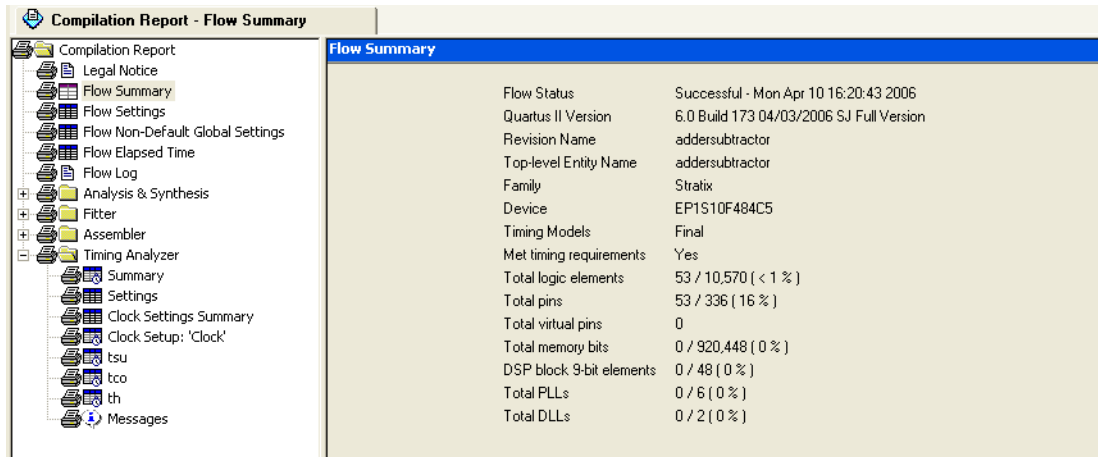 Compilation Report - Flow Summary
Compilation Report
Legal Notice
Flow Summary
Flow Settings
Flow Non-Default Global Settings
Flow Elapsed Time
Flow Log
Analysis & Synthesis
Fitter
Assembler
Timing Analyzer
Summary
Settings
Clock Settings Summary
Clock Setup: 'Clock'
tsu
tco
th
Messages
Flow Summary
Flow Status Successful - Mon Apr 10 16:20:43 2006
Quartus II Version 6.0 Build 173 04/03/2006 SJ Full Version
Revision Name addersubtractor
Top-level Entity Name addersubtractor
Family Stratix
Device EP1S10F484C5
Timing Models Final
Met timing requirements Yes
Total logic elements 53 / 10,570 ( < 1 % )
Total pins 53 / 336 ( 16 % )
Total virtual pins 0
Total memory bits 0 / 920,448 ( 0 % )
DSP block 9-bit elements 0 / 48 ( 0 % )
Total PLLs 0 / 6 ( 0 % )
Total DLLs 0 / 2 ( 0 % )